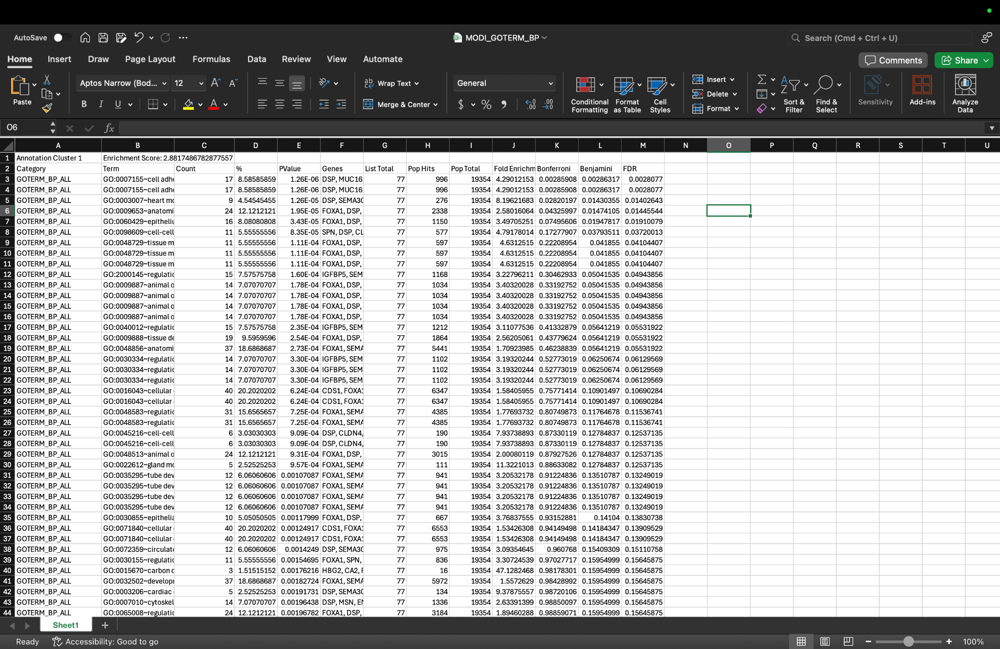 AutoSave
MODI_GOTERM_BP
Search (Cmd + Ctrl + U)
Home Insert Draw Page Layout Formulas Data Review View Automate
Comments Share
Paste
Aptos Narrow (Bod... 12
B I U
Wrap Text
Merge & Center
General
$ %
Conditional Formatting
Format as Table
Cell Styles
Insert
Delete
Format
Sort & Filter
Find & Select
Sensitivity
Add-ins
Analyze Data
O6 fx
A B C D E F G H I J K L M N O P Q R S T U
1 Annotation Cluster 1 Enrichment Score: 2.8817486782877557
2 Category Term Count % PValue Genes List Total Pop Hits Pop Total Fold Enrichm Bonferroni Benjamini FDR
3 GOTERM_BP_ALL GO:0007155~cell adhe 17 8.58585859 1.26E-06 DSP, MUC16, 77 996 19354 4.29012153 0.00285908 0.00286317 0.0028077
4 GOTERM_BP_ALL GO:0007155~cell adhe 17 8.58585859 1.26E-06 DSP, MUC16, 77 996 19354 4.29012153 0.00285908 0.00286317 0.0028077
5 GOTERM_BP_ALL GO:0003007~heart mo 9 4.54545455 1.26E-05 DSP, SEMA3C 77 276 19354 8.19621683 0.02820197 0.01430355 0.01402643
6 GOTERM_BP_ALL GO:0009653~anatomi 24 12.1212121 1.95E-05 FOXA1, DSP, 77 2338 19354 2.58016064 0.04325997 0.01474105 0.01445544
7 GOTERM_BP_ALL GO:0060429~epitheliu 16 8.08080808 3.43E-05 FOXA1, DSP, 77 1150 19354 3.49705251 0.07495606 0.01947817 0.01910079
8 GOTERM_BP_ALL GO:0098609~cell-cell 11 5.55555556 8.35E-05 SPN, DSP, CL 77 577 19354 4.79178014 0.17277907 0.03793511 0.03720013
9 GOTERM_BP_ALL GO:0048729~tissue m 11 5.55555556 1.11E-04 FOXA1, DSP, 77 597 19354 4.6312515 0.22208954 0.041855 0.04104407
10 GOTERM_BP_ALL GO:0048729~tissue m 11 5.55555556 1.11E-04 FOXA1, DSP, 77 597 19354 4.6312515 0.22208954 0.041855 0.04104407
11 GOTERM_BP_ALL GO:0048729~tissue m 11 5.55555556 1.11E-04 FOXA1, DSP, 77 597 19354 4.6312515 0.22208954 0.041855 0.04104407
12 GOTERM_BP_ALL GO:2000145~regulatic 15 7.57575758 1.60E-04 IGFBP5, SEM 77 1168 19354 3.22796211 0.30462933 0.05041535 0.04943856
13 GOTERM_BP_ALL GO:0009887~animal o 14 7.07070707 1.78E-04 FOXA1, DSP, 77 1034 19354 3.40320028 0.33192752 0.05041535 0.04943856
14 GOTERM_BP_ALL GO:0009887~animal o 14 7.07070707 1.78E-04 FOXA1, DSP, 77 1034 19354 3.40320028 0.33192752 0.05041535 0.04943856
15 GOTERM_BP_ALL GO:0009887~animal o 14 7.07070707 1.78E-04 FOXA1, DSP, 77 1034 19354 3.40320028 0.33192752 0.05041535 0.04943856
16 GOTERM_BP_ALL GO:0009887~animal o 14 7.07070707 1.78E-04 FOXA1, DSP, 77 1034 19354 3.40320028 0.33192752 0.05041535 0.04943856
17 GOTERM_BP_ALL GO:0040012~regulatic 15 7.57575758 2.35E-04 IGFBP5, SEM 77 1212 19354 3.11077536 0.41332879 0.05641219 0.05531922
18 GOTERM_BP_ALL GO:0009888~tissue de 19 9.5959596 2.54E-04 FOXA1, DSP, 77 1864 19354 2.56205061 0.43779624 0.05641219 0.05531922
19 GOTERM_BP_ALL GO:0048856~anatomi 37 18.6868687 2.73E-04 FOXA1, SEMA 77 5441 19354 1.70923985 0.46238839 0.05641219 0.05531922
20 GOTERM_BP_ALL GO:0030334~regulatic 14 7.07070707 3.30E-04 IGFBP5, SEM 77 1102 19354 3.19320244 0.52773019 0.06250674 0.06129569
21 GOTERM_BP_ALL GO:0030334~regulatic 14 7.07070707 3.30E-04 IGFBP5, SEM 77 1102 19354 3.19320244 0.52773019 0.06250674 0.06129569
22 GOTERM_BP_ALL GO:0030334~regulatic 14 7.07070707 3.30E-04 IGFBP5, SEM 77 1102 19354 3.19320244 0.52773019 0.06250674 0.06129569
23 GOTERM_BP_ALL GO:0016043~cellular 40 20.2020202 6.24E-04 CDS1, FOXA1 77 6347 19354 1.58405955 0.75771414 0.10901497 0.10690284
24 GOTERM_BP_ALL GO:0016043~cellular 40 20.2020202 6.24E-04 CDS1, FOXA1 77 6347 19354 1.58405955 0.75771414 0.10901497 0.10690284
25 GOTERM_BP_ALL GO:0048583~regulatic 31 15.6565657 7.25E-04 FOXA1, SEMA 77 4385 19354 1.77693732 0.80749873 0.11764678 0.11536741
26 GOTERM_BP_ALL GO:0048583~regulatic 31 15.6565657 7.25E-04 FOXA1, SEMA 77 4385 19354 1.77693732 0.80749873 0.11764678 0.11536741
27 GOTERM_BP_ALL GO:0045216~cell-cell 6 3.03030303 9.09E-04 DSP, CLDN4, 77 190 19354 7.93738893 0.87330119 0.12784837 0.12537135
28 GOTERM_BP_ALL GO:0045216~cell-cell 6 3.03030303 9.09E-04 DSP, CLDN4, 77 190 19354 7.93738893 0.87330119 0.12784837 0.12537135
29 GOTERM_BP_ALL GO:0048513~animal o 24 12.1212121 9.31E-04 FOXA1, DSP, 77 3015 19354 2.00080119 0.87927526 0.12784837 0.12537135
30 GOTERM_BP_ALL GO:0022612~gland mo 5 2.52525253 9.57E-04 FOXA1, SEMA 77 111 19354 11.3221013 0.88633082 0.12784837 0.12537135
31 GOTERM_BP_ALL GO:0035295~tube dev 12 6.06060606 0.00107087 FOXA1, SEMA 77 941 19354 3.20532178 0.91224836 0.13510787 0.13249019
32 GOTERM_BP_ALL GO:0035295~tube dev 12 6.06060606 0.00107087 FOXA1, SEMA 77 941 19354 3.20532178 0.91224836 0.13510787 0.13249019
33 GOTERM_BP_ALL GO:0035295~tube dev 12 6.06060606 0.00107087 FOXA1, SEMA 77 941 19354 3.20532178 0.91224836 0.13510787 0.13249019
34 GOTERM_BP_ALL GO:0035295~tube dev 12 6.06060606 0.00107087 FOXA1, SEMA 77 941 19354 3.20532178 0.91224836 0.13510787 0.13249019
35 GOTERM_BP_ALL GO:0030855~epithelia 10 5.05050505 0.00117999 FOXA1, DSP, 77 667 19354 3.76837555 0.93152881 0.14104 0.13830738
36 GOTERM_BP_ALL GO:0071840~cellular 40 20.2020202 0.00124917 CDS1, FOXA1 77 6553 19354 1.53426308 0.94149498 0.14184347 0.13909529
37 GOTERM_BP_ALL GO:0071840~cellular 40 20.2020202 0.00124917 CDS1, FOXA1 77 6553 19354 1.53426308 0.94149498 0.14184347 0.13909529
38 GOTERM_BP_ALL GO:0072359~circulato 12 6.06060606 0.0014249 DSP, SEMA3C 77 975 19354 3.09354645 0.960768 0.15409309 0.15110758
39 GOTERM_BP_ALL GO:0030155~regulatic 11 5.55555556 0.00154695 FOXA1, SPN, 77 836 19354 3.30724539 0.97027717 0.15954999 0.15645875
40 GOTERM_BP_ALL GO:0015670~carbon d 3 1.51515152 0.00176216 HBG2, CA2, 77 16 19354 47.1282468 0.98178301 0.15954999 0.15645875
41 GOTERM_BP_ALL GO:0032502~developm 37 18.6868687 0.00182724 FOXA1, SEMA 77 5972 19354 1.5572629 0.98428992 0.15954999 0.15645875
42 GOTERM_BP_ALL GO:0003206~cardiac 5 2.52525253 0.00191731 DSP, SEMA3C 77 134 19354 9.37875557 0.98720106 0.15954999 0.15645875
43 GOTERM_BP_ALL GO:0007010~cytoskel 14 7.07070707 0.00196438 DSP, MSN, 77 1336 19354 2.63391399 0.98850097 0.15954999 0.15645875
44 GOTERM_BP_ALL GO:0065008~regulatic 24 12.1212121 0.00196782 FOXA1, DSP, 77 3184 19354 1.89460288 0.98859071 0.15954999 0.15645875
Sheet1
Ready Accessibility: Good to go 100%